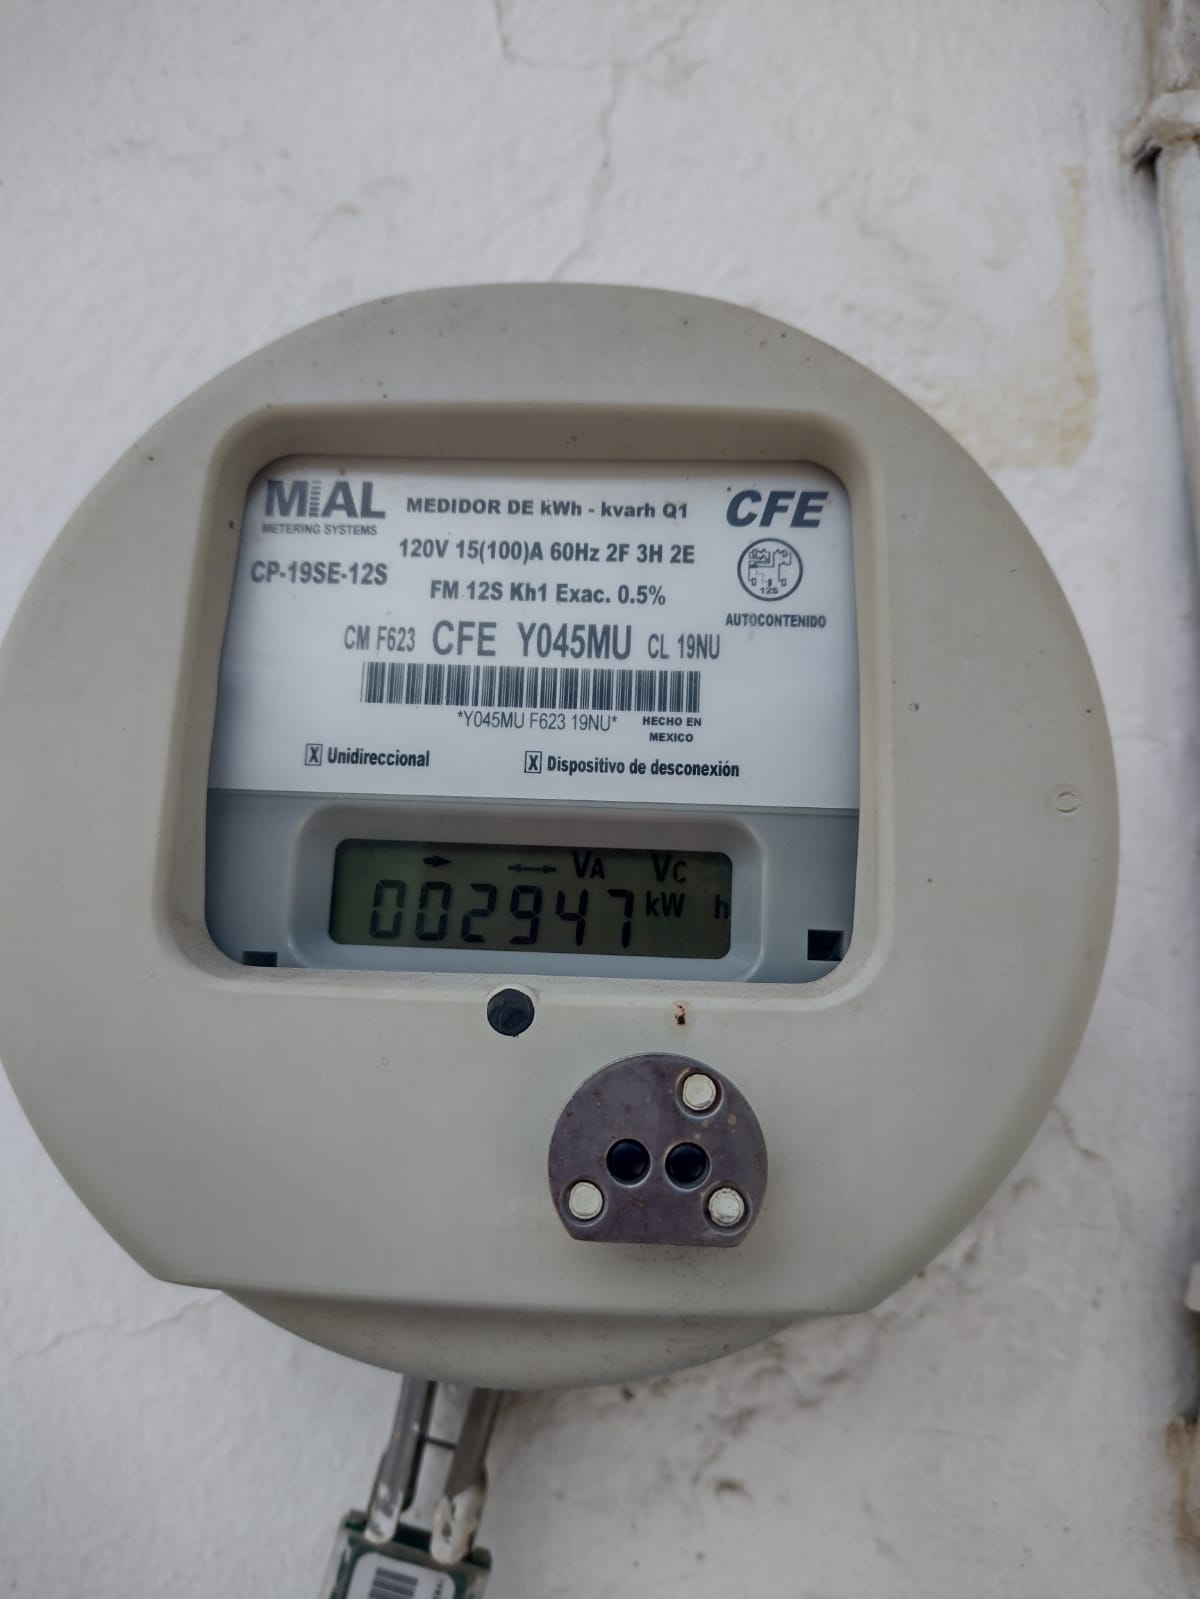 MIAL
METERING SYSTEMS
MEDIDOR DE kWh - kvarh Q1
CFE
120V 15(100)A 60Hz 2F 3H 2E
CP-19SE-12S
FM 12S Kh1 Exac. 0.5%
12S
AUTOCONTENIDO
CM F623 CFE Y045MU CL 19NU
*Y045MU F623 19NU*
HECHO EN
MEXICO
X Unidireccional
X Dispositivo de desconexión
VA VC
002947 kW h